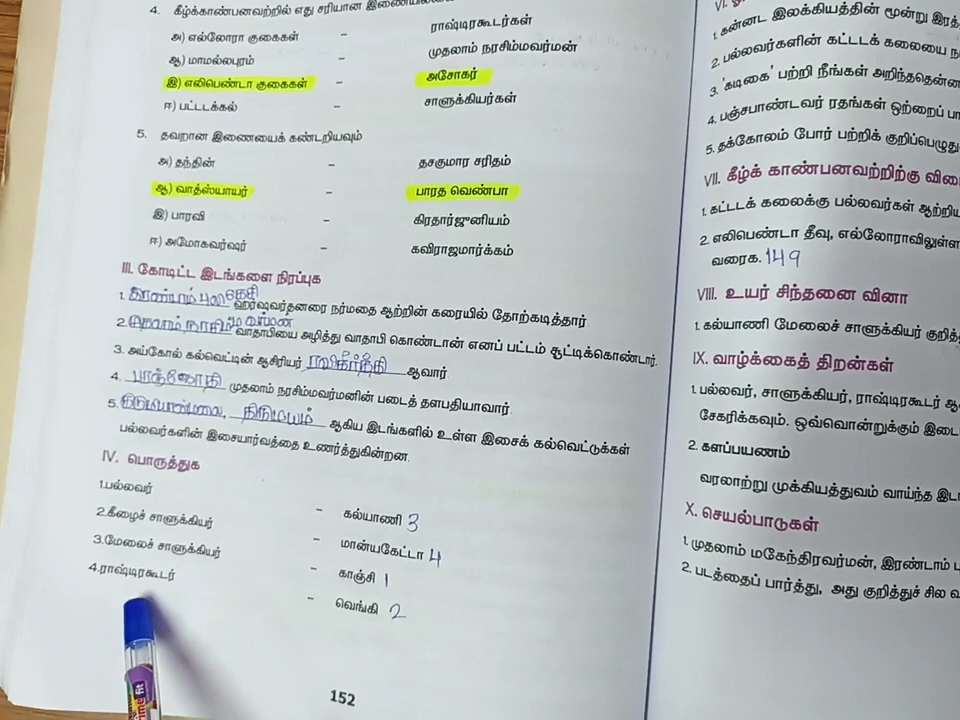 4. கீழ்க்காண்பனவற்றில் எது சரியான
அ) எல்லோரா குகைகள் - ராஷ்டிரகூடர்கள்
ஆ) மாமல்லபுரம் - முதலாம் நரசிம்மவர்மன்
இ) எலிபெண்டா குகைகள் - அசோகர்
ஈ) பட்டடக்கல் - சாளுக்கியர்கள்
5. தவறான இணையைக் கண்டறியவும்
அ) தந்தின் - தசகுமார சரிதம்
ஆ) வாத்ஸ்யாயர் - பாரத வெண்பா
இ) பாரவி - கிரதார்ஜுனியம்
ஈ) அமோகவர்ஷர் - கவிராஜமார்க்கம்
III. கோடிட்ட இடங்களை நிரப்புக
1. இரண்டாம் புலிகேசி ஹர்ஷவர்தனரை நர்மதை ஆற்றின் கரையில் தோற்கடித்தார்.
2. முதலாம் நரசிம்ம வர்மன் வாதாபியை அழித்து வாதாபி கொண்டான் எனப் பட்டம் சூட்டிக்கொண்டார்.
3. அய்கோல் கல்வெட்டின் ஆசிரியர் ரவிகீர்த்தி ஆவார்.
4. பரஞ்ஜோதி முதலாம் நரசிம்மவர்மனின் படைத் தளபதியாவார்.
5. குடுமியான்மலை, திருமயம் ஆகிய இடங்களில் உள்ள இசைக் கல்வெட்டுக்கள்
பல்லவர்களின் இசையார்வத்தை உணர்த்துகின்றன.
IV. பொருத்துக
1.பல்லவர் - கல்யாணி 3
2.கீழைச் சாளுக்கியர் - மான்யகேட்டா 4
3.மேலைச் சாளுக்கியர் - காஞ்சி 1
4.ராஷ்டிரகூடர் - வெங்கி 2
152
VI.
1. கன்னட இலக்கியத்தின் மூன்று
2. பல்லவர்களின் கட்டடக் கலையை
3. 'கடிகை' பற்றி நீங்கள் அறிந்ததென்ன
4. பஞ்சபாண்டவர் ரதங்கள் ஒற்றைப்
5. தக்கோலம் போர் பற்றிக் குறிப்பெழுது
VII. கீழ்க் காண்பனவற்றிற்கு
1. கட்டடக் கலைக்கு பல்லவர்கள்
2. எலிபெண்டா தீவு, எல்லோராவிலுள்ள
வரைக. 149
VIII. உயர் சிந்தனை வினா
1. கல்யாணி மேலைச் சாளுக்கியர்
IX. வாழ்க்கைத் திறன்கள்
1. பல்லவர், சாளுக்கியர், ராஷ்டிரகூடர்
சேகரிக்கவும். ஒவ்வொன்றுக்கும்
2. களப்பயணம்
வரலாற்று முக்கியத்துவம் வாய்ந்த
X. செயல்பாடுகள்
1. முதலாம் மகேந்திரவர்மன், இரண்டாம்
2. படத்தைப் பார்த்து, அது குறித்துச் சில